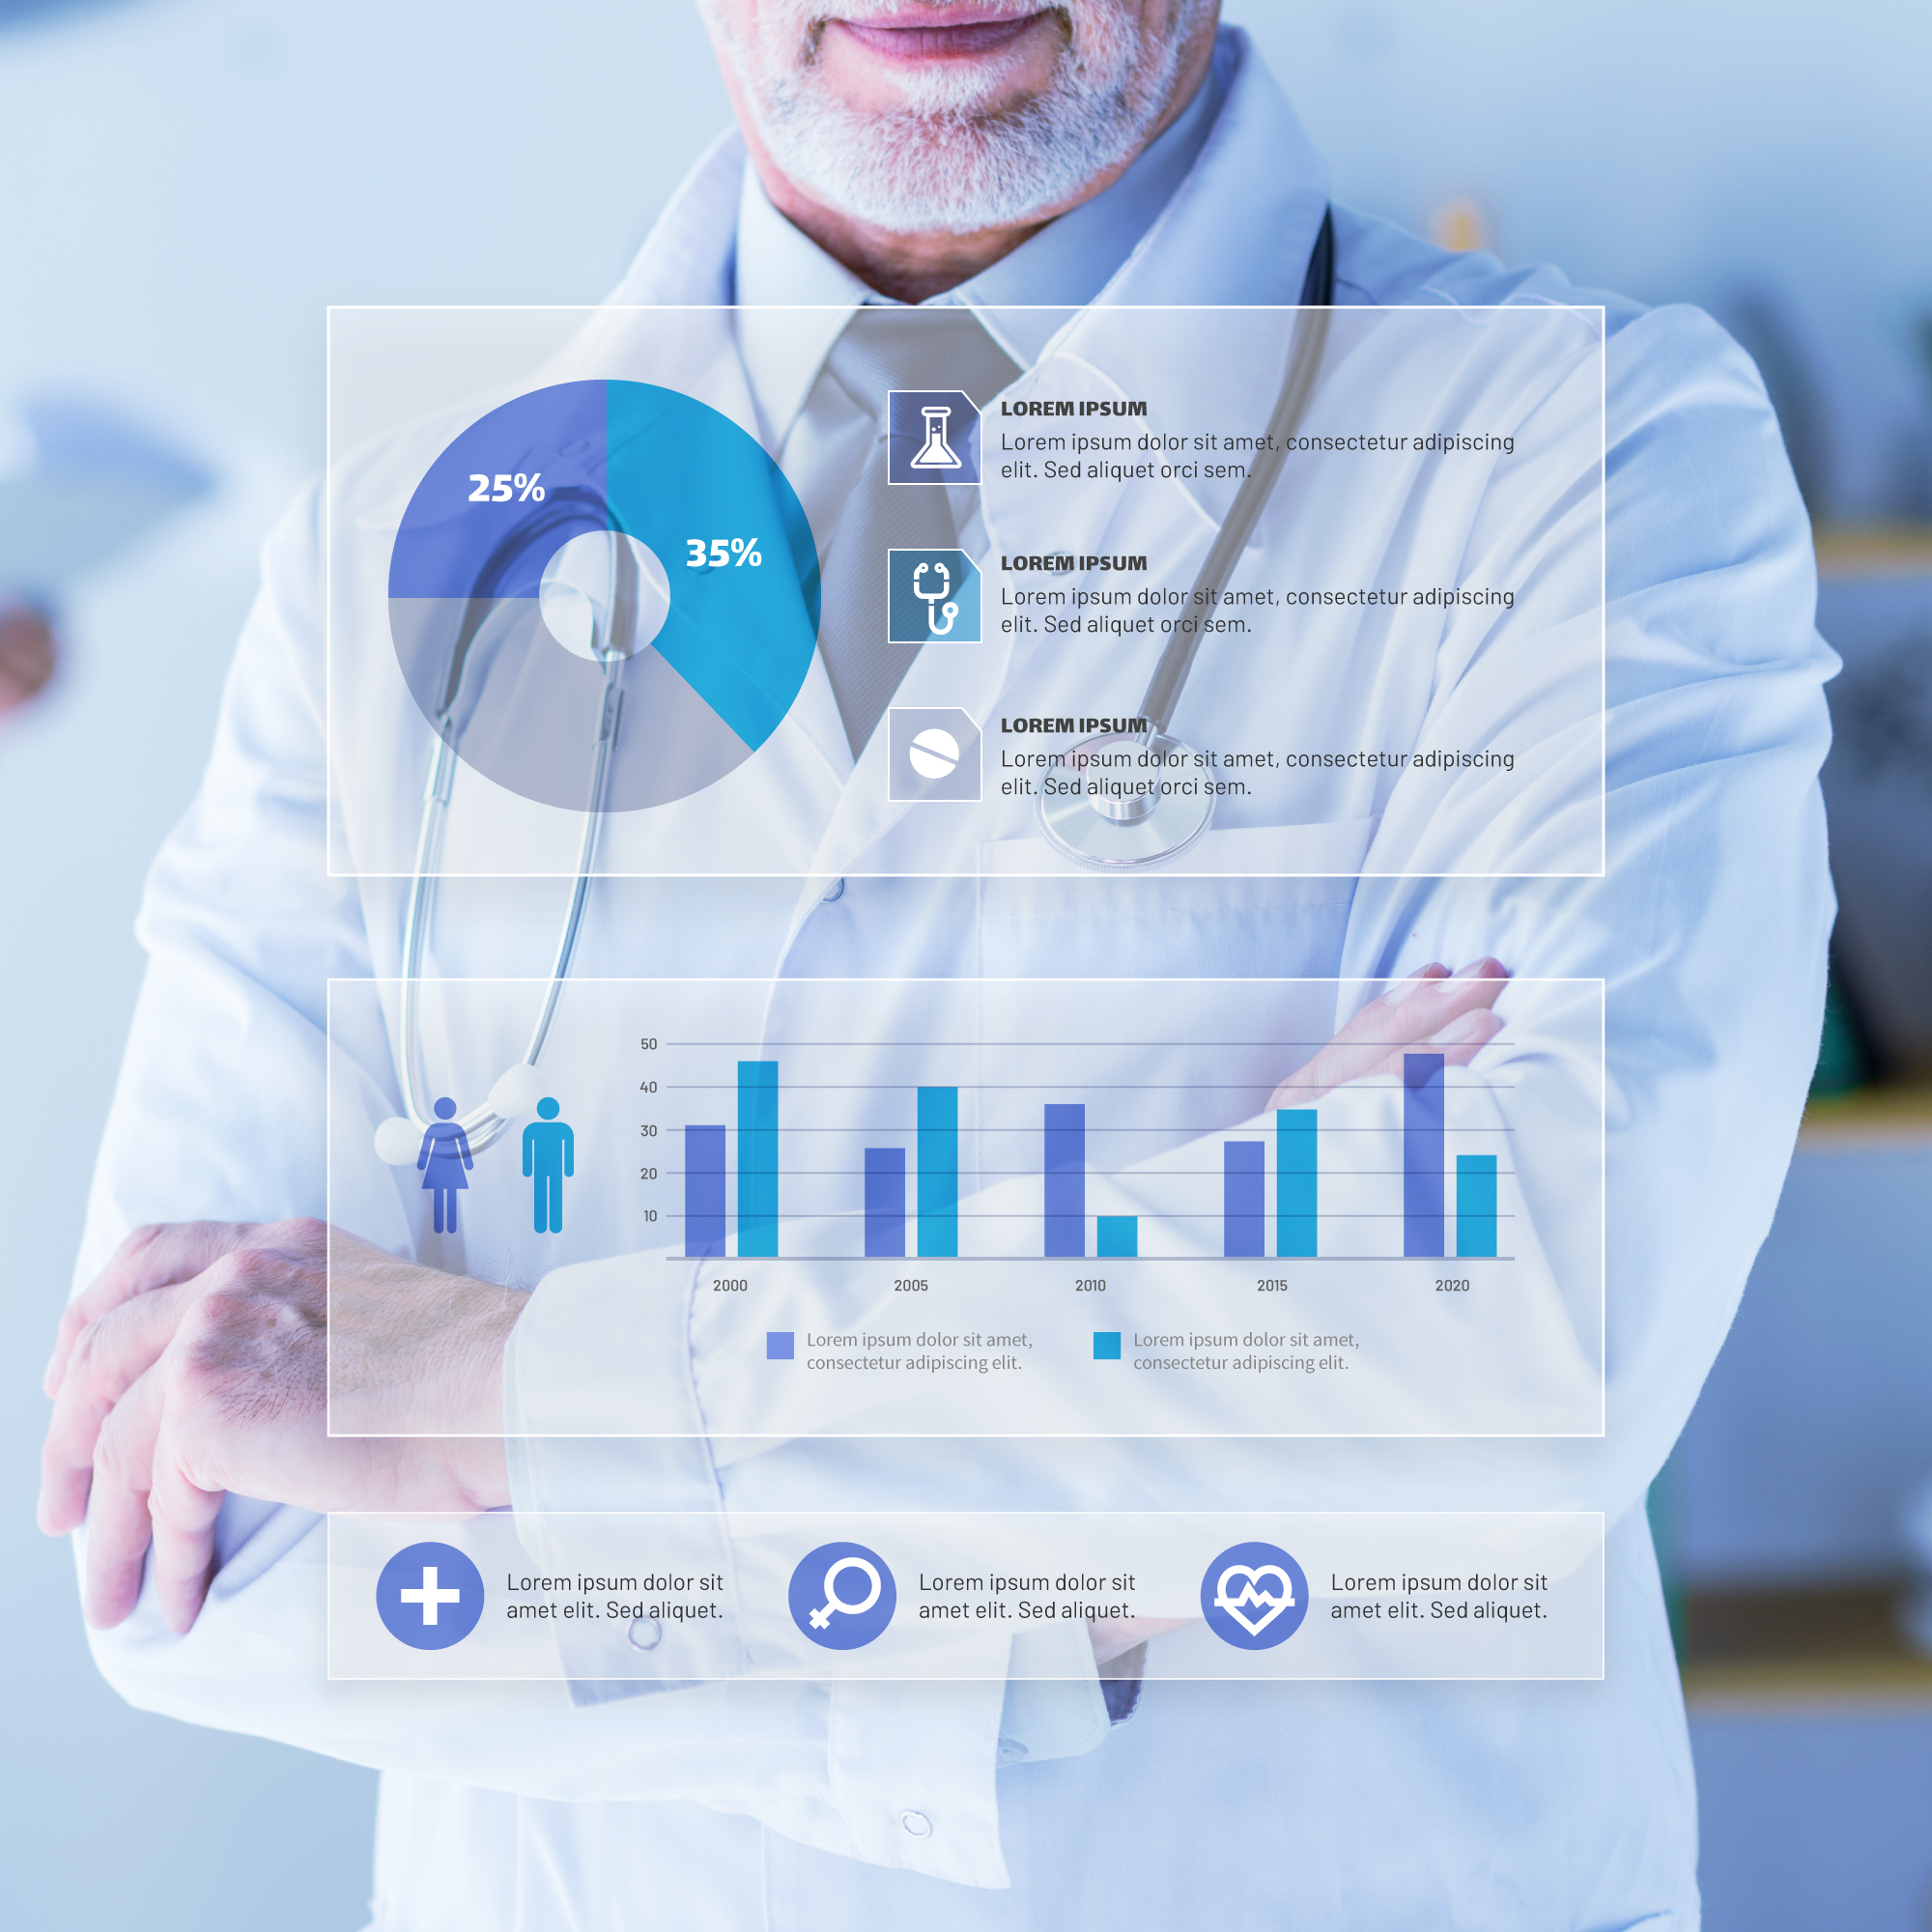 25%
35%
LOREM IPSUM
Lorem ipsum dolor sit amet, consectetur adipiscing
elit. Sed aliquet orci sem.
LOREM IPSUM
Lorem ipsum dolor sit amet, consectetur adipiscing
elit. Sed aliquet orci sem.
LOREM IPSUM
Lorem ipsum dolor sit amet, consectetur adipiscing
elit. Sed aliquet orci sem.
50
40
30
20
10
2000 2005 2010 2015 2020
Lorem ipsum dolor sit amet,
consectetur adipiscing elit.
Lorem ipsum dolor sit amet,
consectetur adipiscing elit.
Lorem ipsum dolor sit
amet elit. Sed aliquet.
Lorem ipsum dolor sit
amet elit. Sed aliquet.
Lorem ipsum dolor sit
amet elit. Sed aliquet.